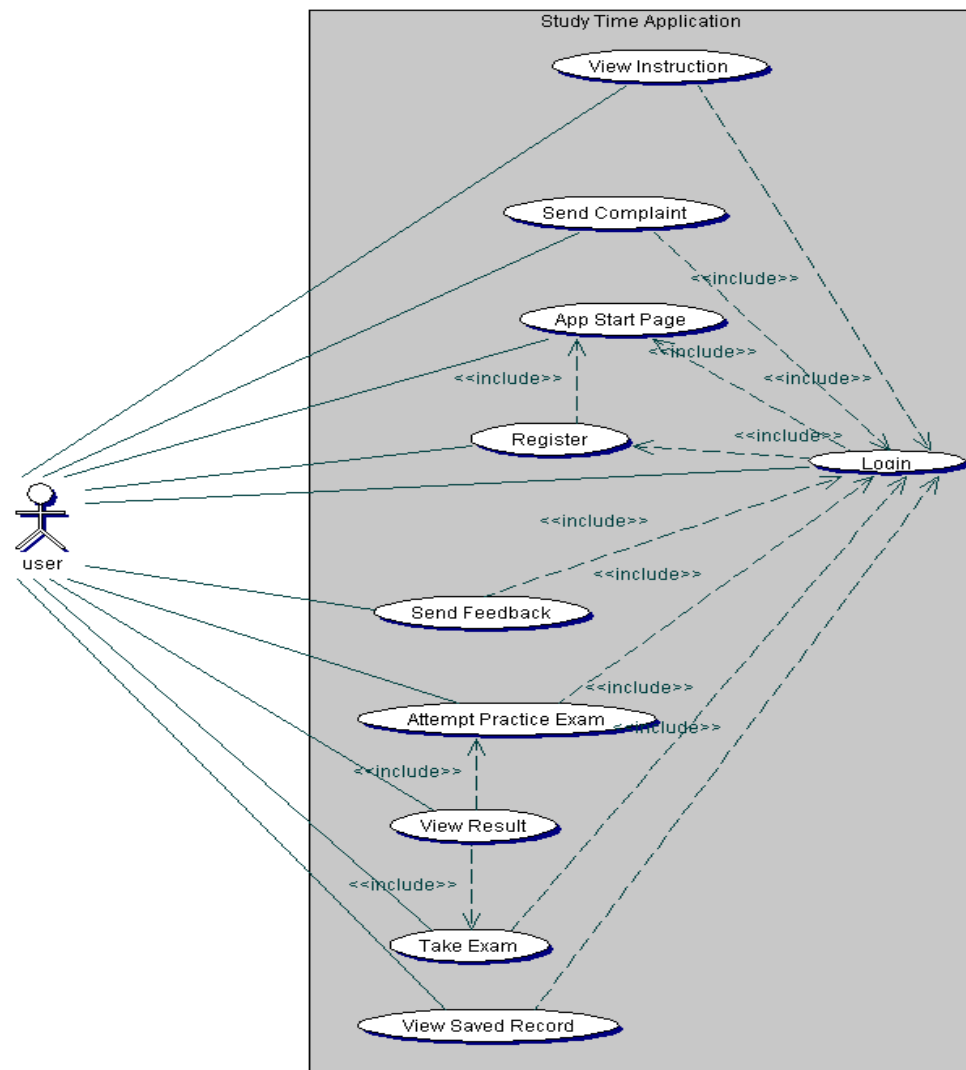 Study Time Application
View Instruction
Send Complaint
<<include>>
App Start Page
<<include>>
<<include>>
<<include>>
Register
<<include>>
Login
<<include>>
user
<<include>>
Send Feedback
<<include>>
Attempt Practice Exam
<<include>>
<<include>>
View Result
<<include>>
Take Exam
View Saved Record